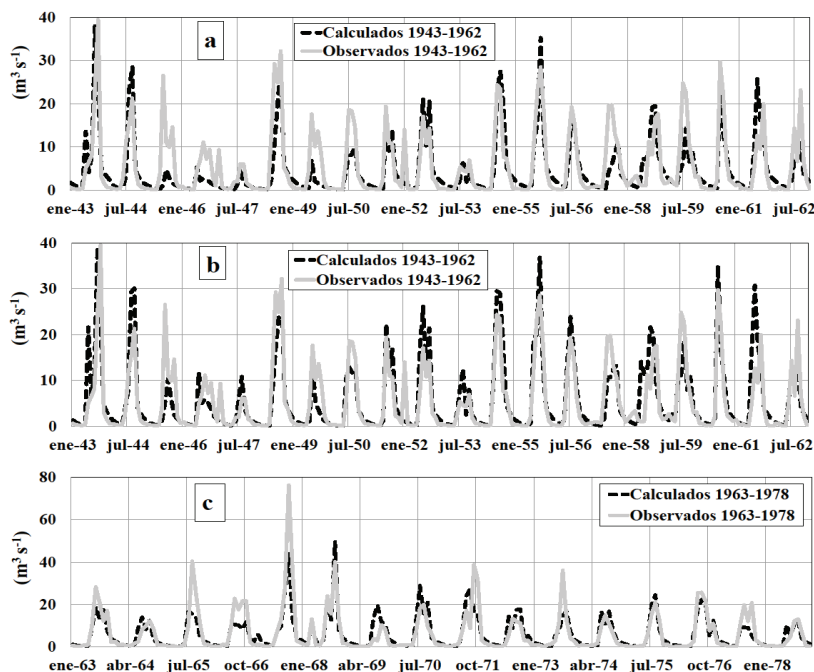 40
30
20
10
0
(m³ s⁻¹)
a
Calculados 1943-1962
Observados 1943-1962
ene-43 jul-44 ene-46 jul-47 ene-49 jul-50 ene-52 jul-53 ene-55 jul-56 ene-58 jul-59 ene-61 jul-62
40
30
20
10
0
(m³ s⁻¹)
b
Calculados 1943-1962
Observados 1943-1962
ene-43 jul-44 ene-46 jul-47 ene-49 jul-50 ene-52 jul-53 ene-55 jul-56 ene-58 jul-59 ene-61 jul-62
80
60
40
20
0
(m³ s⁻¹)
c
Calculados 1963-1978
Observados 1963-1978
ene-63 abr-64 jul-65 oct-66 ene-68 abr-69 jul-70 oct-71 ene-73 abr-74 jul-75 oct-76 ene-78